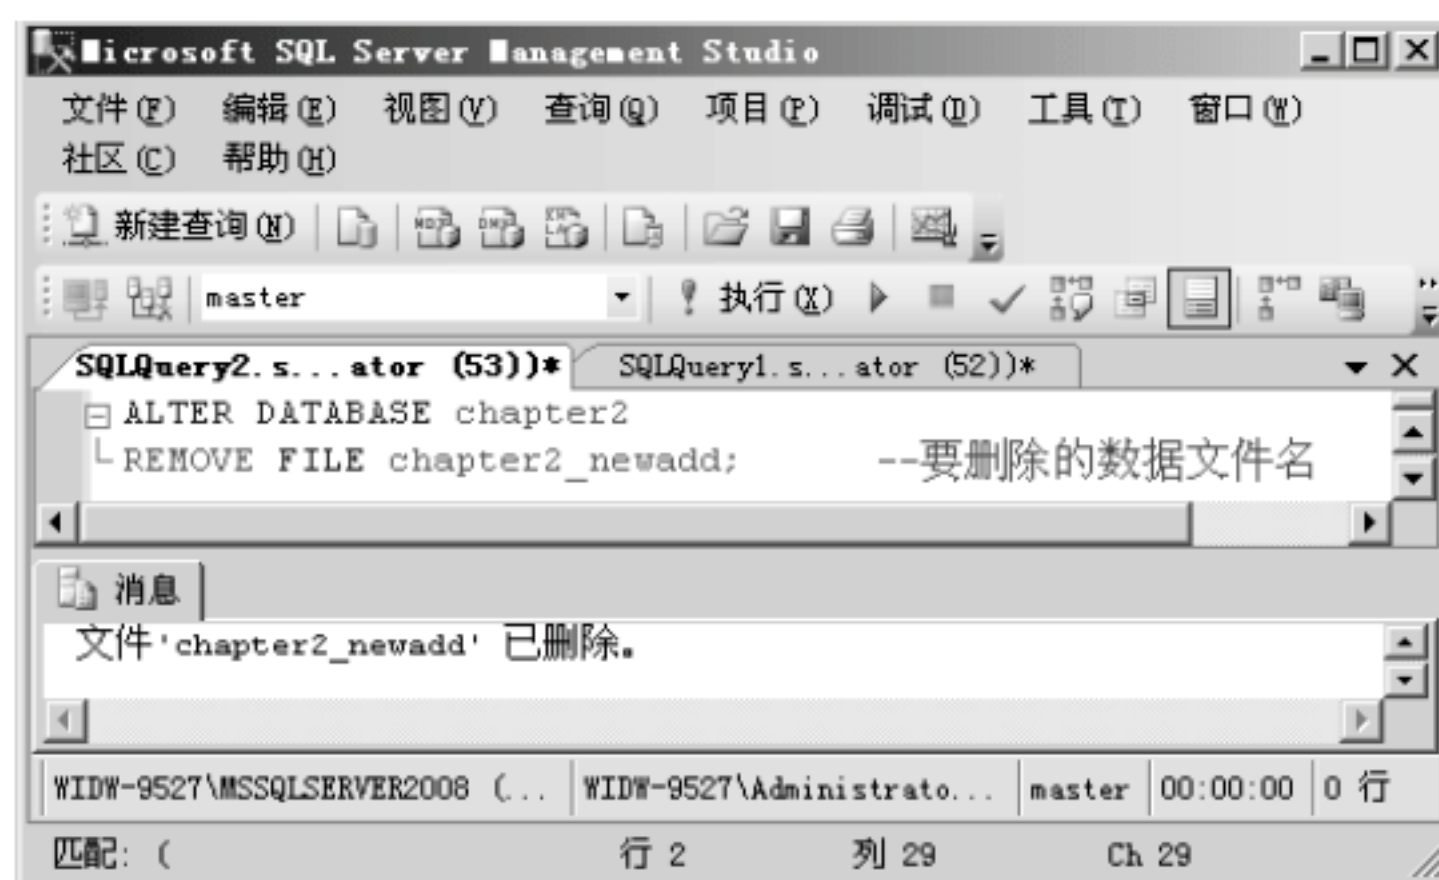 Microsoft SQL Server Management Studio
文件(F) 编辑(E) 视图(V) 查询(Q) 项目(P) 调试(D) 工具(T) 窗口(W)
社区(C) 帮助(H)
新建查询(N)
master 执行(X)
SQLQuery2.s...ator (53))* SQLQuery1.s...ator (52))*
ALTER DATABASE chapter2
REMOVE FILE chapter2_newadd; --要删除的数据文件名
消息
文件'chapter2_newadd' 已删除。
WIDW-9527\MSSQLSERVER2008 (... WIDW-9527\Administrato... master 00:00:00 0 行
匹配: ( 行 2 列 29 Ch 29